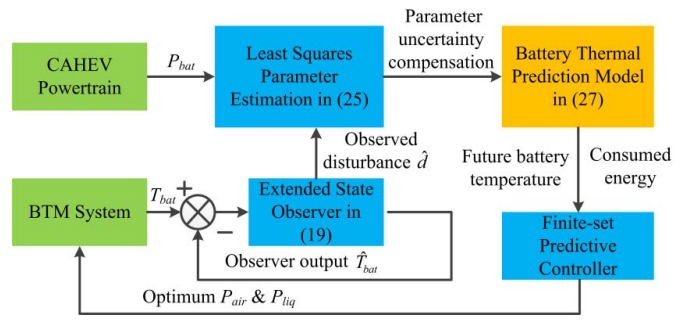 CAHEV
Powertrain
P_bat
Least Squares
Parameter
Estimation in (25)
Parameter
uncertainty
compensation
Battery Thermal
Prediction Model
in (27)
Observed
disturbance d̂
Future battery
temperature
Consumed
energy
BTM System
T_bat
+
−
Extended State
Observer in
(19)
Observer output T̂_bat
Finite-set
Predictive
Controller
Optimum P_air & P_liq